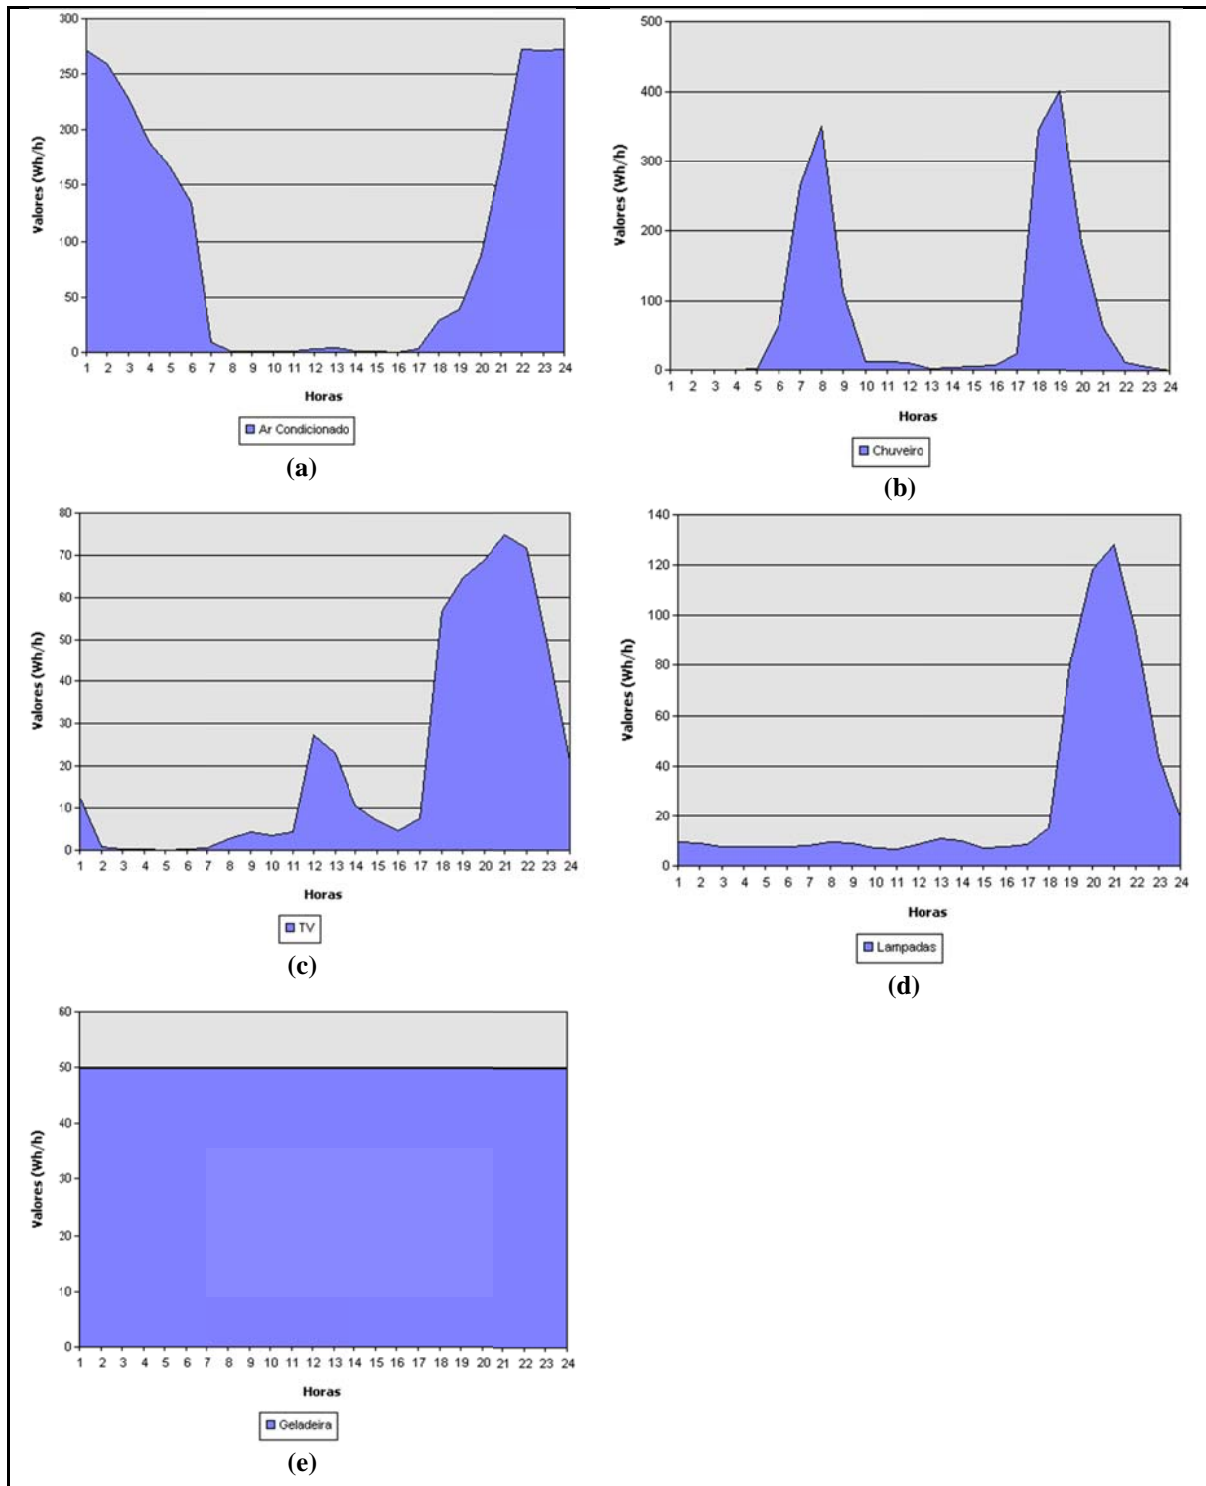 300
250
200
150
100
50
0
Valores (Wh/h)
1 2 3 4 5 6 7 8 9 10 11 12 13 14 15 16 17 18 19 20 21 22 23 24
Horas
Ar Condicionado
(a)
500
400
300
200
100
0
Valores (Wh/h)
1 2 3 4 5 6 7 8 9 10 11 12 13 14 15 16 17 18 19 20 21 22 23 24
Horas
Chuveiro
(b)
80
70
60
50
40
30
20
10
0
Valores (Wh/h)
1 2 3 4 5 6 7 8 9 10 11 12 13 14 15 16 17 18 19 20 21 22 23 24
Horas
TV
(c)
140
120
100
80
60
40
20
0
Valores (Wh/h)
1 2 3 4 5 6 7 8 9 10 11 12 13 14 15 16 17 18 19 20 21 22 23 24
Horas
Lampadas
(d)
60
50
40
30
20
10
0
Valores (Wh/h)
1 2 3 4 5 6 7 8 9 10 11 12 13 14 15 16 17 18 19 20 21 22 23 24
Horas
Geladeira
(e)